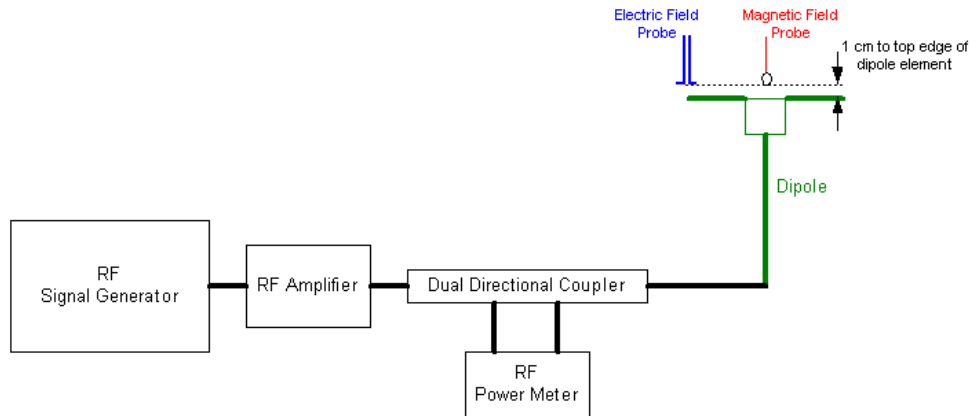 Electric Field
Probe
Magnetic Field
Probe
1 cm to top edge of
dipole element
Dipole
RF
Signal Generator
RF Amplifier
Dual Directional Coupler
RF
Power Meter